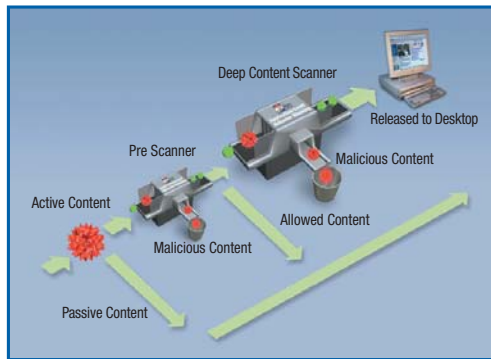 Deep Content Scanner
Released to Desktop
Pre Scanner
Malicious Content
Active Content
Allowed Content
Malicious Content
Passive Content